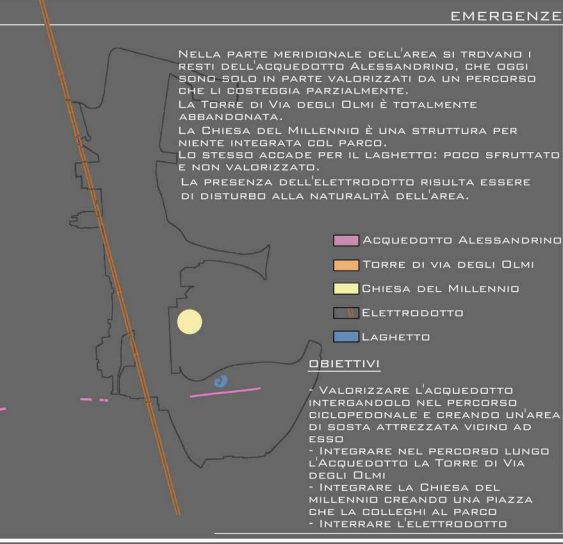 EMERGENZE
NELLA PARTE MERIDIONALE DELL'AREA SI TROVANO I
RESTI DELL'ACQUEDOTTO ALESSANDRINO, CHE OGGI
SONO SOLO IN PARTE VALORIZZATI DA UN PERCORSO
CHE LI COSTEGGIA PARZIALMENTE.
LA TORRE DI VIA DEGLI OLMI È TOTALMENTE
ABBANDONATA.
LA CHIESA DEL MILLENNIO È UNA STRUTTURA PER
NIENTE INTEGRATA COL PARCO.
LO STESSO ACCADE PER IL LAGHETTO: POCO SFRUTTATO
E NON VALORIZZATO.
LA PRESENZA DELL'ELETTRODOTTO RISULTA ESSERE
DI DISTURBO ALLA NATURALITÀ DELL'AREA.
ACQUEDOTTO ALESSANDRINO
TORRE DI VIA DEGLI OLMI
CHIESA DEL MILLENNIO
ELETTRODOTTO
LAGHETTO
OBIETTIVI
- VALORIZZARE L'ACQUEDOTTO
INTERGANDOLO NEL PERCORSO
CICLOPEDONALE E CREANDO UN'AREA
DI SOSTA ATTREZZATA VICINO AD
ESSO
- INTEGRARE NEL PERCORSO LUNGO
L'ACQUEDOTTO LA TORRE DI VIA
DEGLI OLMI
- INTEGRARE LA CHIESA DEL
MILLENNIO CREANDO UNA PIAZZA
CHE LA COLLEGHI AL PARCO
- INTERRARE L'ELETTRODOTTO